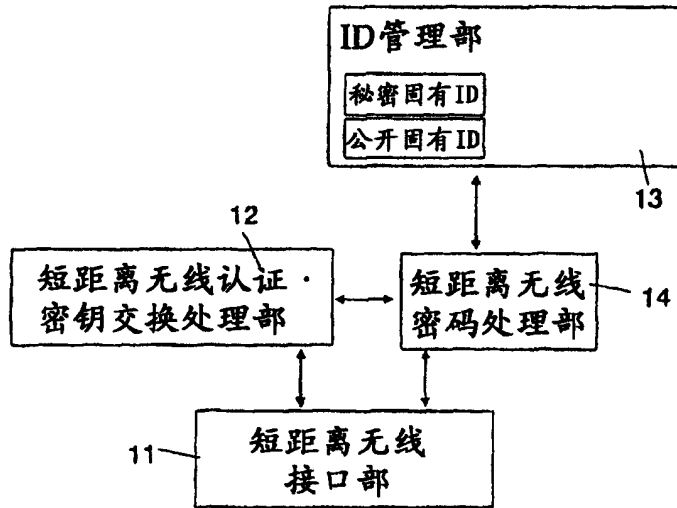 ID管理部
秘密固有ID
公开固有ID
13
12
短距离无线认证·
密钥交换处理部
短距离无线
密码处理部
14
11
短距离无线
接口部